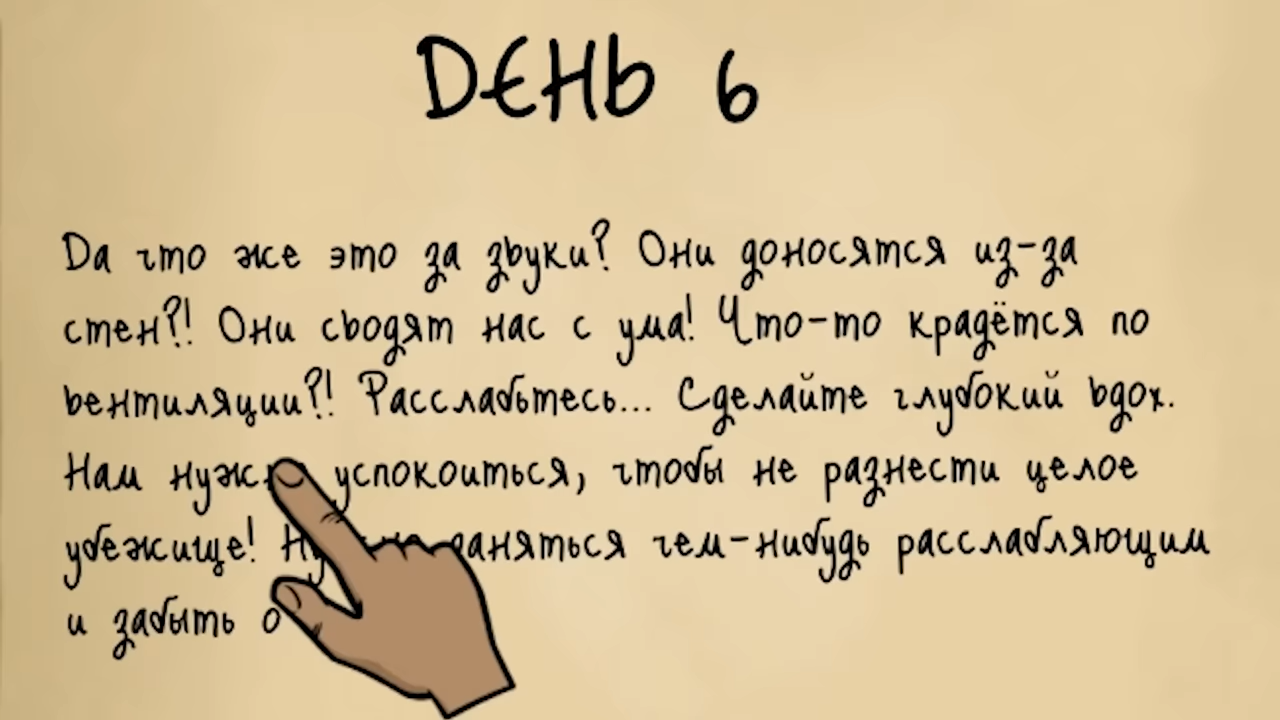 ДЕНЬ 6
Да что же это за звуки? Они доносятся из-за
стен?! Они сводят нас с ума! Что-то крадётся по
вентиляции?! Расслабьтесь... Сделайте глубокий вдох.
Нам успокоиться, чтобы не разнести целое
убежище! заняться чем-нибудь расслабляющим
и забыть о